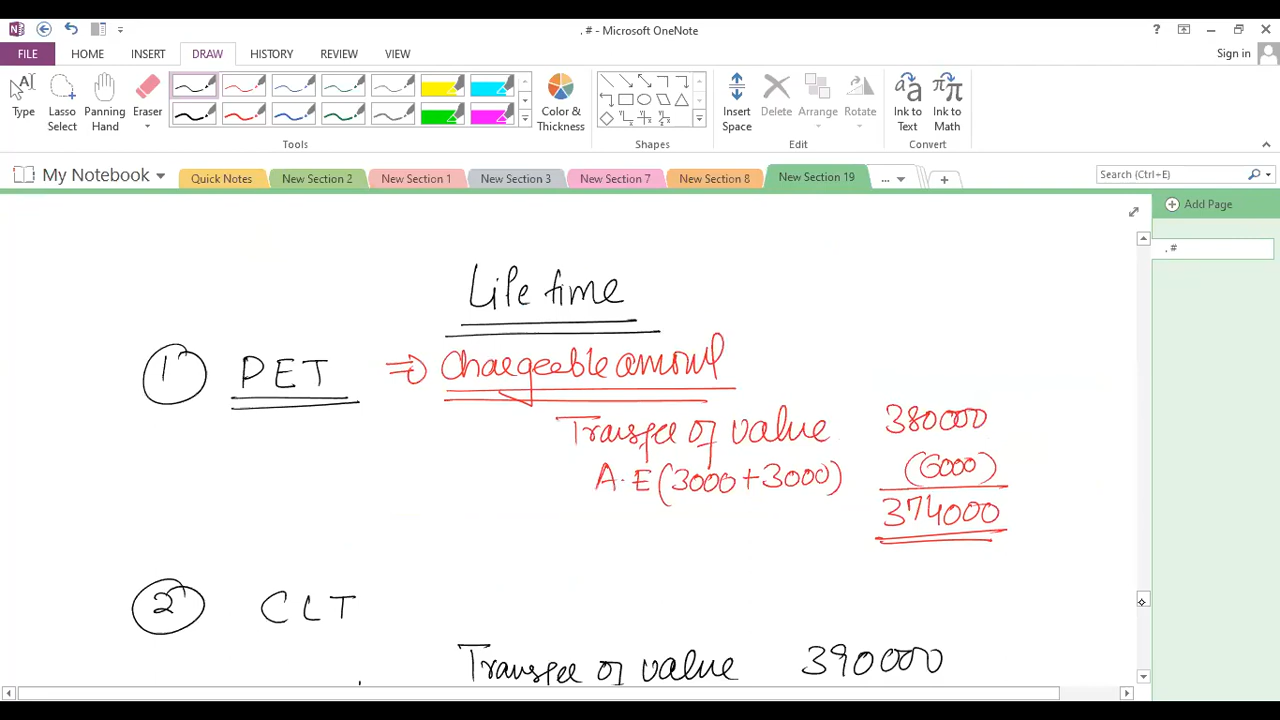 . # - Microsoft OneNote
Sign in
FILE HOME INSERT DRAW HISTORY REVIEW VIEW
Type Lasso Select Panning Hand Eraser
Color & Thickness
Insert Space Delete Arrange Rotate
Ink to Text Ink to Math
Tools Shapes Edit Convert
My Notebook Quick Notes New Section 2 New Section 1 New Section 3 New Section 7 New Section 8 New Section 19 ... Search (Ctrl+E)
Add Page
. #
Life time
1 PET ⇒ Chargeable amount
Transfer of value 380000
A.E (3000+3000) (6000)
374000
2 CLT
Transfer of value 390000